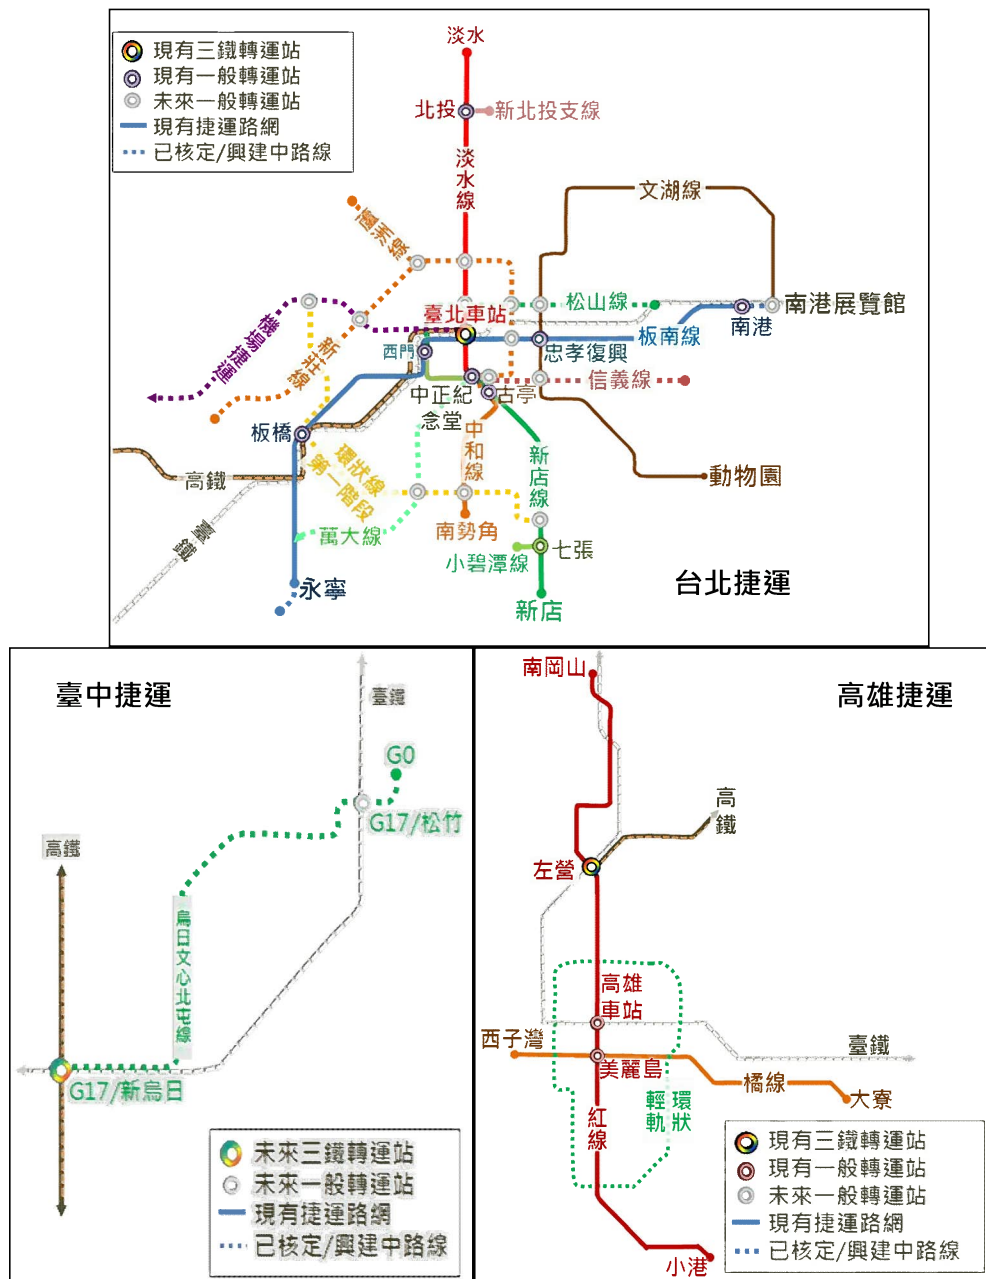 現有三鐵轉運站
現有一般轉運站
未來一般轉運站
現有捷運路網
已核定/興建中路線
淡水
北投
新北投支線
淡水線
文湖線
蘆洲線
機場捷運
新莊線
臺北車站
松山線
南港展覽館
南港
板南線
西門
忠孝復興
信義線
中正紀
念堂
古亭
板橋
環狀線
第一階段
中和線
新店線
動物園
高鐵
臺鐵
萬大線
南勢角
小碧潭線
七張
永寧
新店
台北捷運
臺中捷運
臺鐵
G0
G17/松竹
高鐵
烏日文心北屯線
G17/新烏日
未來三鐵轉運站
未來一般轉運站
現有捷運路網
已核定/興建中路線
高雄捷運
南岡山
高鐵
左營
高雄
車站
西子灣
美麗島
臺鐵
橘線
大寮
環狀
輕軌
紅線
小港
現有三鐵轉運站
現有一般轉運站
未來一般轉運站
現有捷運路網
已核定/興建中路線